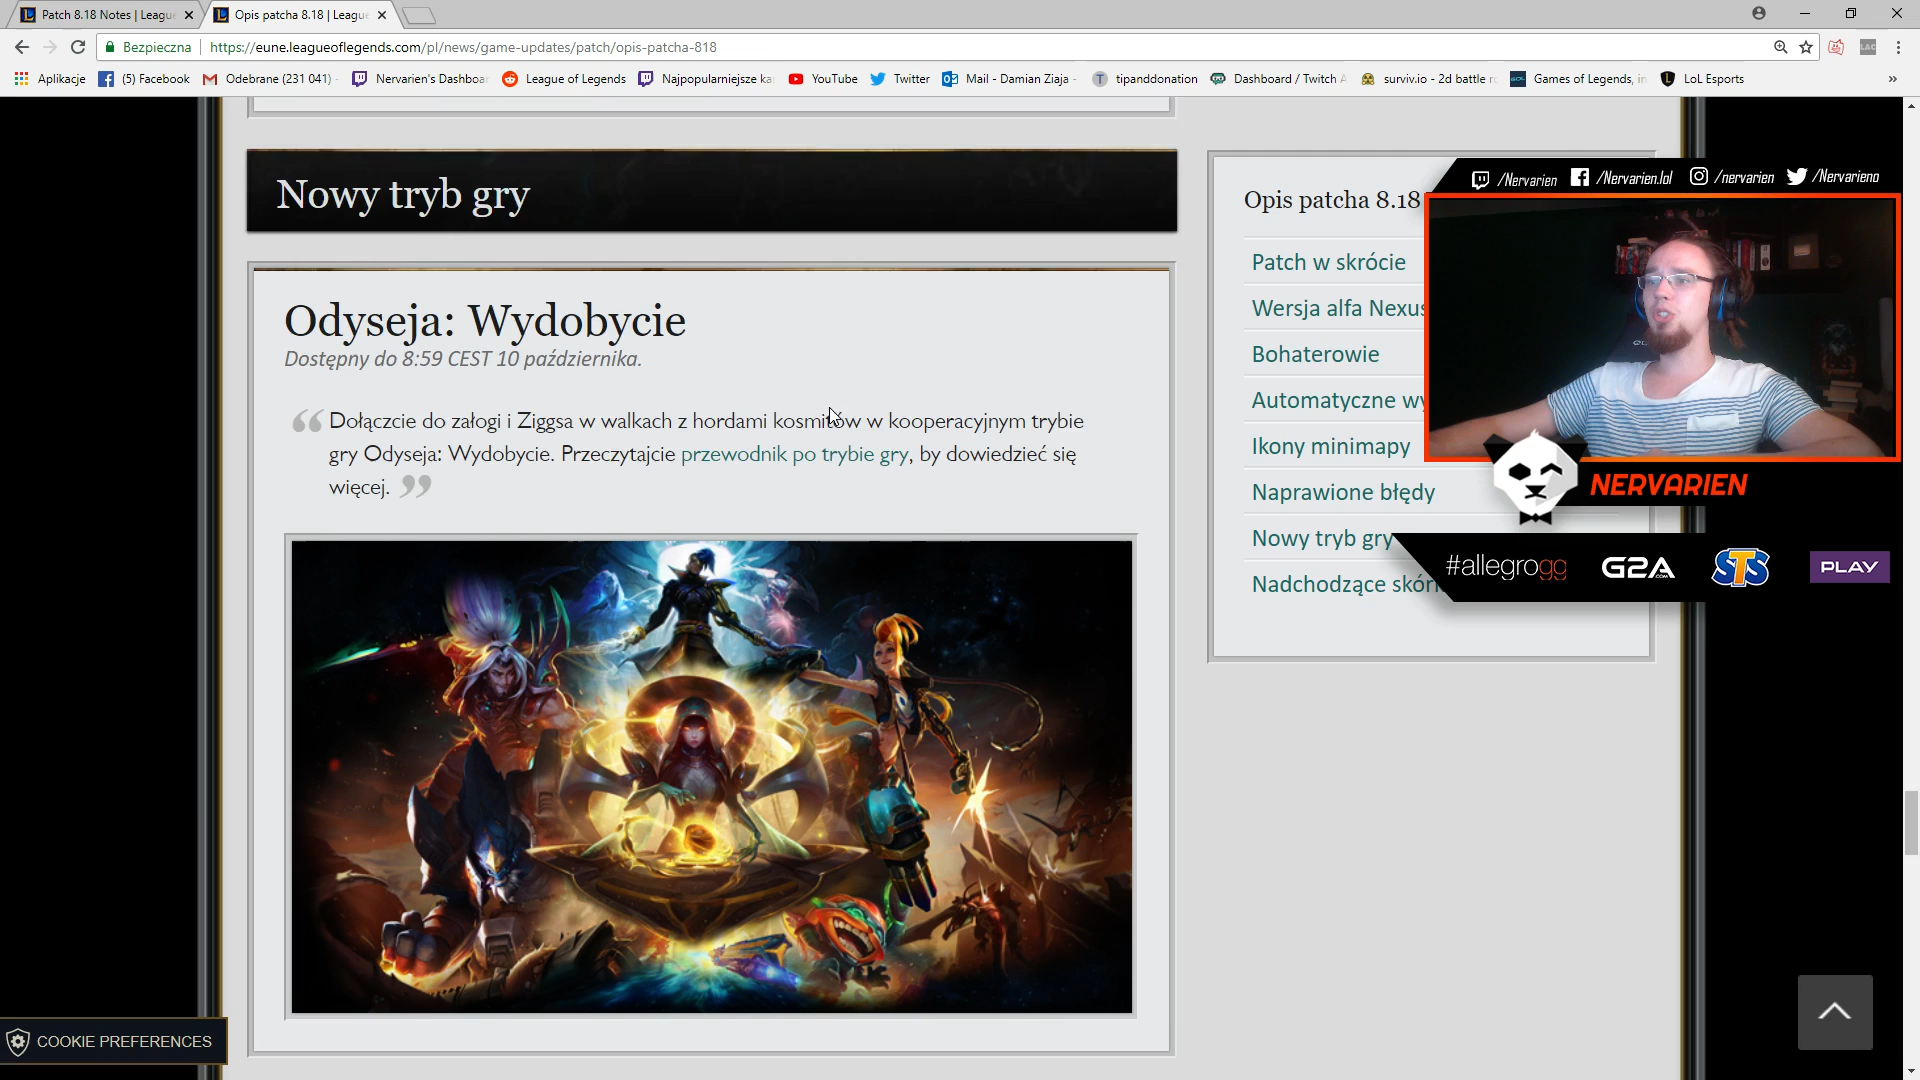 Patch 8.18 Notes | Leagu
Opis patcha 8.18 | Leagu
Bezpieczna
https://eune.leagueoflegends.com/pl/news/game-updates/patch/opis-patcha-818
Aplikacje
(5) Facebook
Odebrane (231 041)
Nervarien's Dashboa
League of Legends
Najpopularniejsze ka
YouTube
Twitter
Mail - Damian Ziaja -
tipanddonation
Dashboard / Twitch A
surviv.io - 2d battle r
Games of Legends, in
LoL Esports
»
Nowy tryb gry
Odyseja: Wydobycie
Dostępny do 8:59 CEST 10 października.
Dołączcie do załogi i Ziggsa w walkach z hordami kosmitów w kooperacyjnym trybie
gry Odyseja: Wydobycie. Przeczytajcie przewodnik po trybie gry, by dowiedzieć się
więcej.
Opis patcha 8.18
Patch w skrócie
Wersja alfa Nexus
Bohaterowie
Automatyczne wy
Ikony minimapy
Naprawione błędy
Nowy tryb gry
Nadchodzące skórk
/Nervarien
/Nervarien.lol
/nervarien
/Nervarieno
NERVARIEN
#allegrogg
G2A.COM
STS
PLAY
COOKIE PREFERENCES